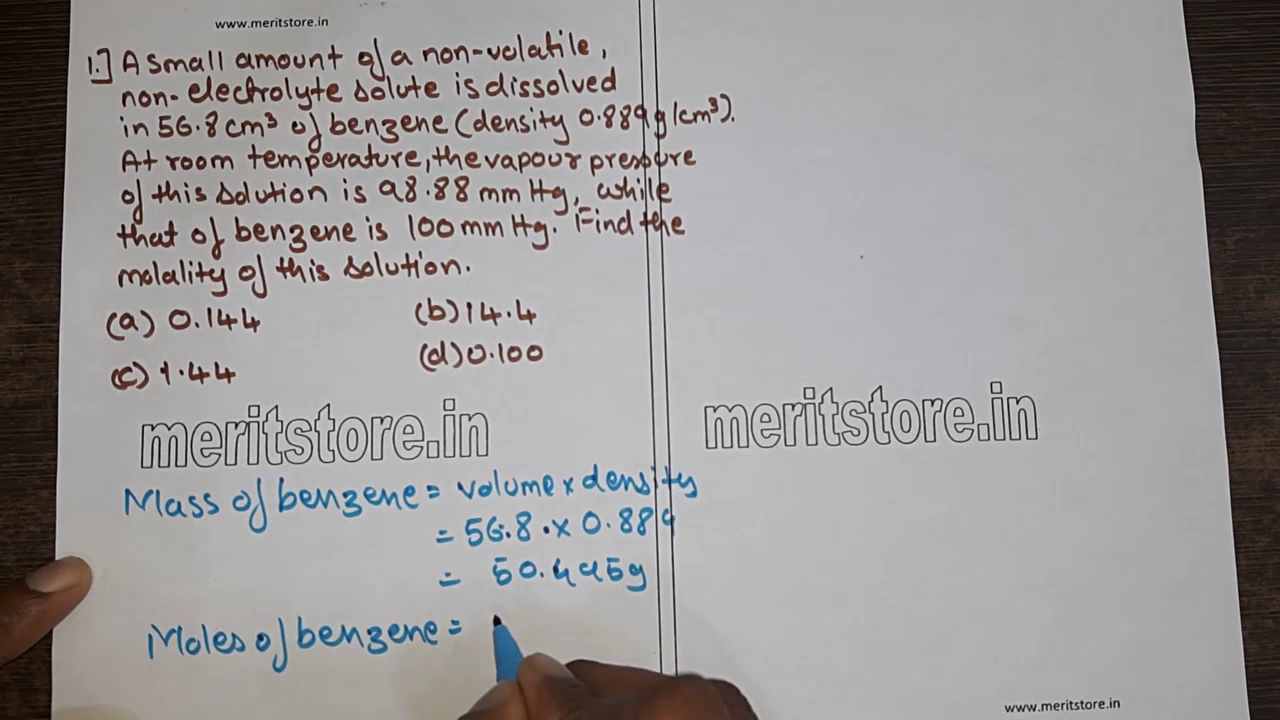 www.meritstore.in
1.] A small amount of a non-volatile,
non-electrolyte solute is dissolved
in 56.8 cm³ of benzene (density 0.889 g/cm³).
At room temperature, the vapour pressure
of this solution is 98.88 mm Hg, while
that of benzene is 100 mm Hg. Find the
molality of this solution.
(a) 0.144 (b) 14.4
(c) 1.44 (d) 0.100
meritstore.in meritstore.in
Mass of benzene = volume x density
= 56.8 x 0.889
= 50.495g
Moles of benzene =
www.meritstore.in